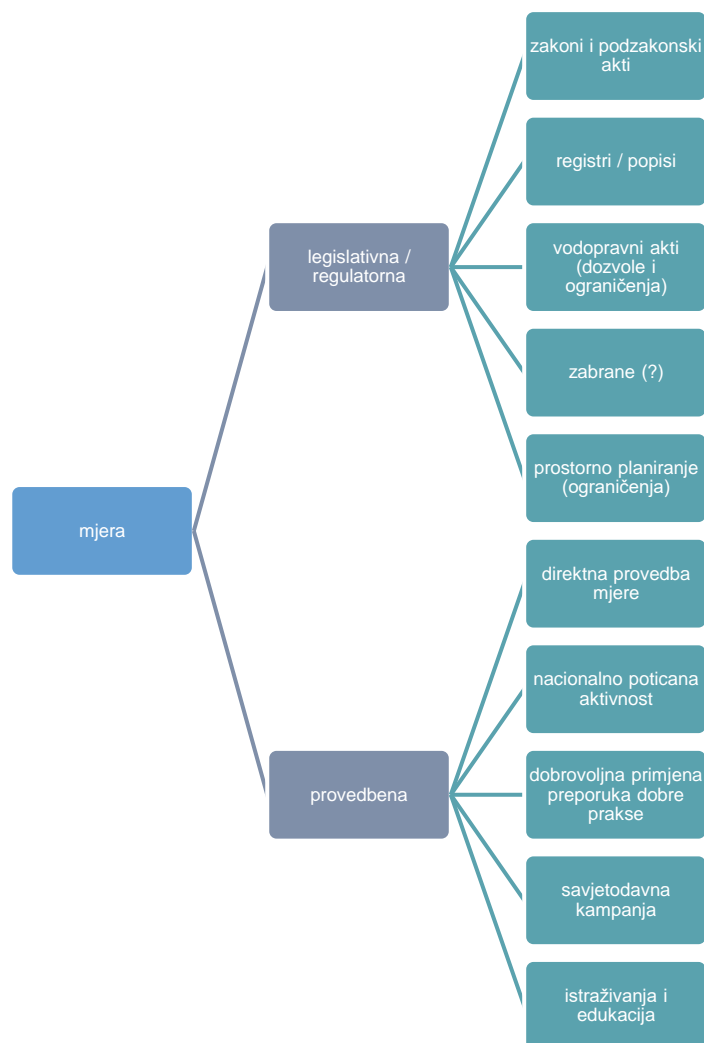 mjera
legislativna /
regulatorna
zakoni i podzakonski
akti
registri / popisi
vodopravni akti
(dozvole i
ograničenja)
zabrane (?)
prostorno planiranje
(ograničenja)
provedbena
direktna provedba
mjere
nacionalno poticana
aktivnost
dobrovoljna primjena
preporuka dobre
prakse
savjetodavna
kampanja
istraživanja i
edukacija